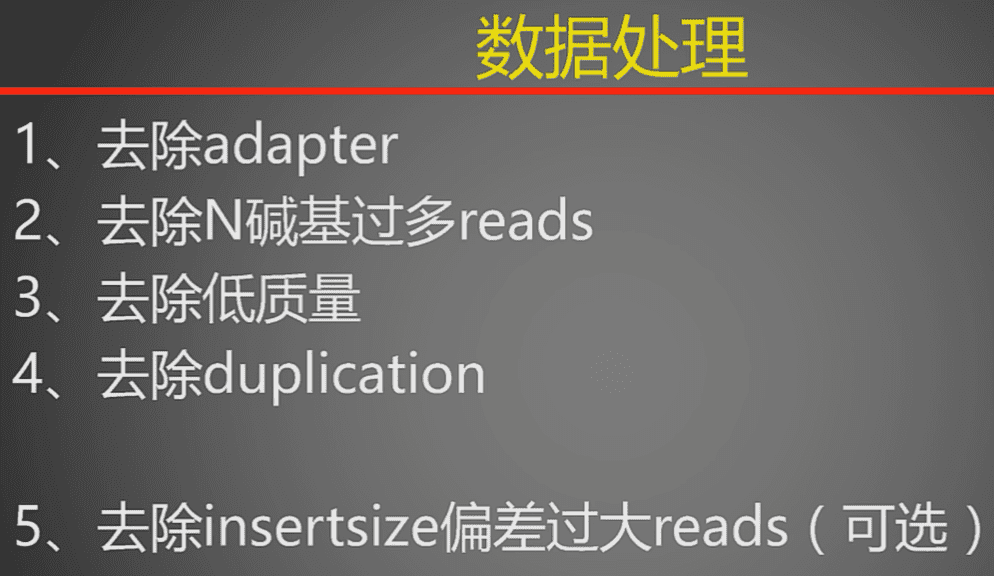 数据处理
1、去除adapter
2、去除N碱基过多reads
3、去除低质量
4、去除duplication
5、去除insertsize偏差过大reads（可选）